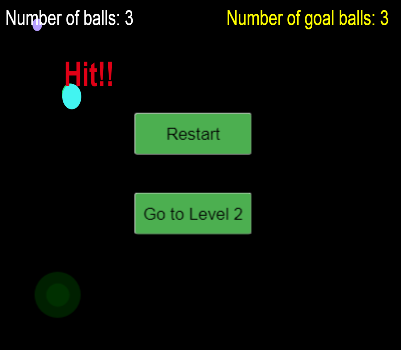 Number of balls: 3
Number of goal balls: 3
Hit!!
Restart
Go to Level 2